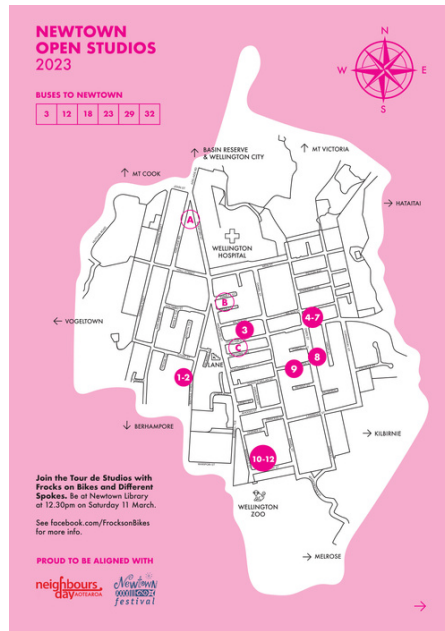 NEWTOWN
OPEN STUDIOS
2023
BUSES TO NEWTOWN
3 12 18 23 29 32
N
W E
S
BASIN RESERVE
& WELLINGTON CITY
MT VICTORIA
MT COOK
HATAITAI
A
WELLINGTON
HOSPITAL
B
4-7
VOGELTOWN
3
C
8
LANE
9
1-2
BERHAMPORE
KILBIRNIE
10-12
Join the Tour de Studios with
Frocks on Bikes and Different
Spokes. Be at Newtown Library
at 12.30pm on Saturday 11 March.
WELLINGTON
ZOO
See facebook.com/FrocksonBikes
for more info.
MELROSE
PROUD TO BE ALIGNED WITH
neighbours
day AOTEAROA
Newtown
festival